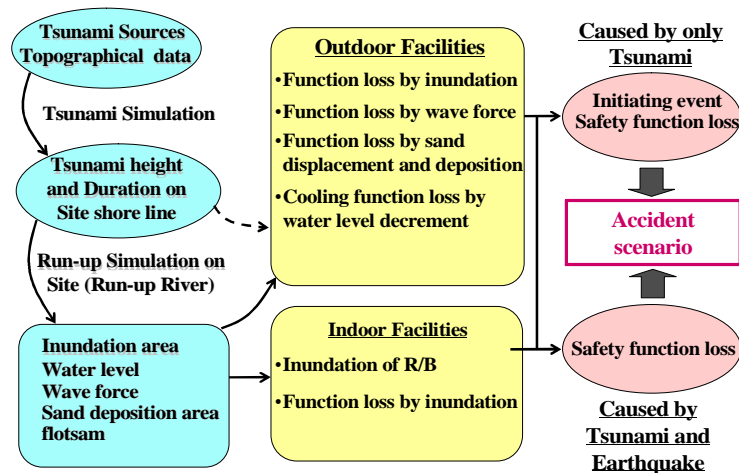 Tsunami Sources
Topographical data
Tsunami Simulation
Tsunami height
and Duration on
Site shore line
Run-up Simulation on
Site (Run-up River)
Inundation area
Water level
Wave force
Sand deposition area
flotsam
Outdoor Facilities
•Function loss by inundation
•Function loss by wave force
•Function loss by sand
displacement and deposition
•Cooling function loss by
water level decrement
Indoor Facilities
•Inundation of R/B
•Function loss by inundation
Caused by only
Tsunami
Initiating event
Safety function loss
Accident
scenario
Safety function loss
Caused by
Tsunami and
Earthquake